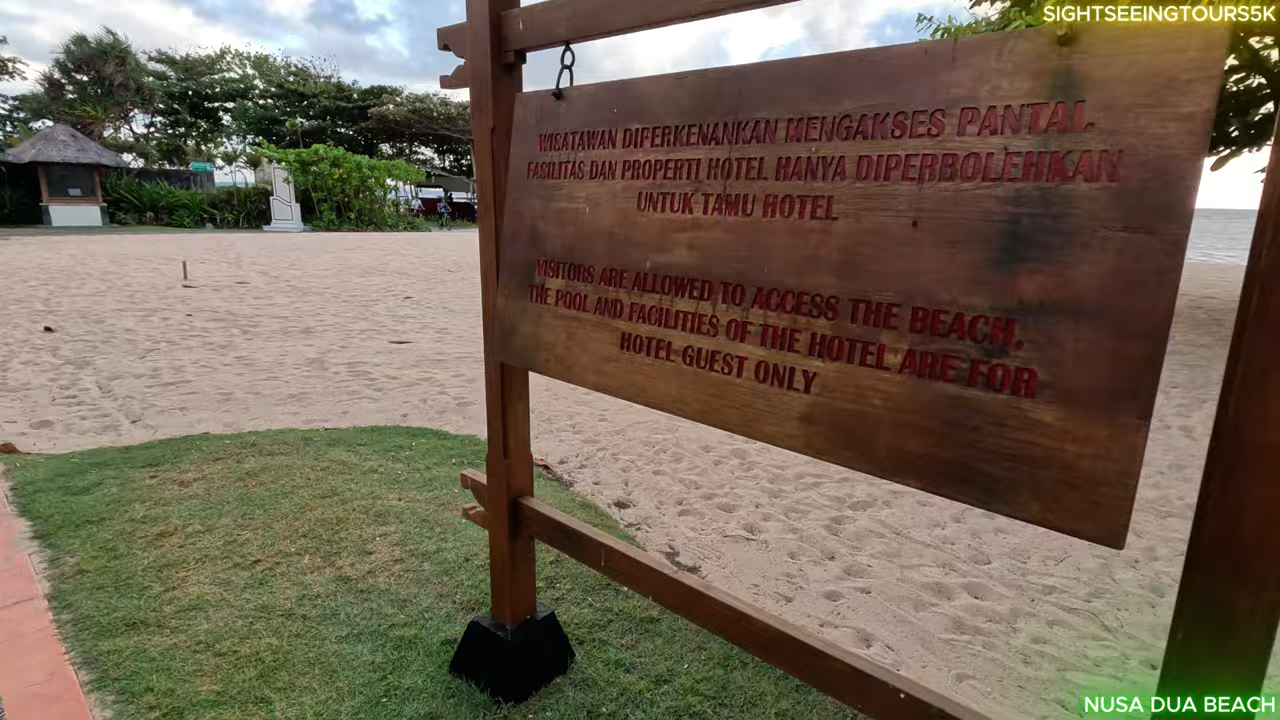 SIGHTSEEINGTOURS5K
WISATAWAN DIPERKENANKAN MENGAKSES PANTAI.
FASILITAS DAN PROPERTI HOTEL HANYA DIPERBOLEHKAN
UNTUK TAMU HOTEL
VISITORS ARE ALLOWED TO ACCESS THE BEACH.
THE POOL AND FACILITIES OF THE HOTEL ARE FOR
HOTEL GUEST ONLY
NUSA DUA BEACH